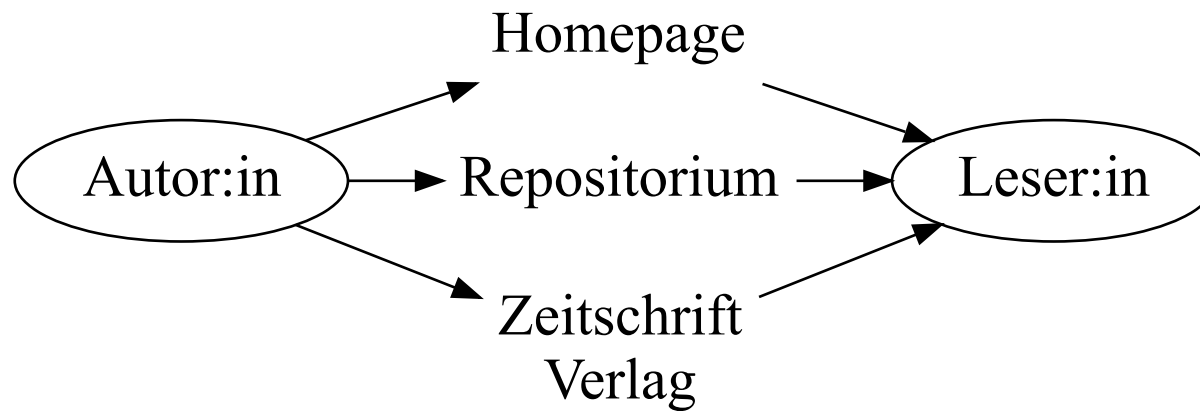 Homepage
Autor:in
Repositorium
Leser:in
Zeitschrift
Verlag